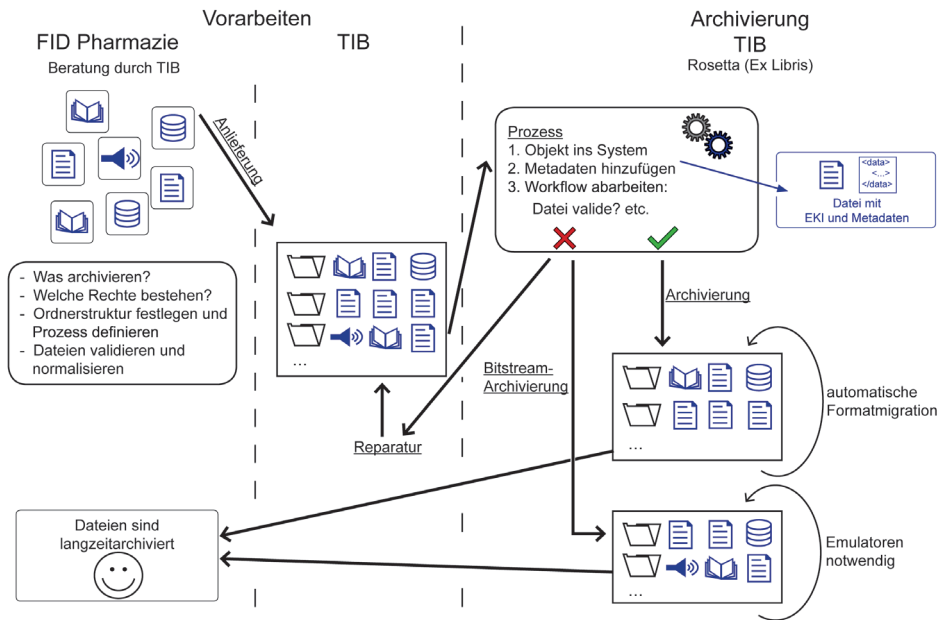 Vorarbeiten
FID Pharmazie
Beratung durch TIB
TIB
Archivierung
TIB
Rosetta (Ex Libris)
Anlieferung
- Was archivieren?
- Welche Rechte bestehen?
- Ordnerstruktur festlegen und
Prozess definieren
- Dateien validieren und
normalisieren
...
Prozess
1. Objekt ins System
2. Metadaten hinzufügen
3. Workflow abarbeiten:
Datei valide? etc.
<data>
<...>
</data>
Datei mit
EKI und Metadaten
Archivierung
Bitstream-
Archivierung
Reparatur
...
automatische
Formatmigration
Dateien sind
langzeitarchiviert
...
Emulatoren
notwendig